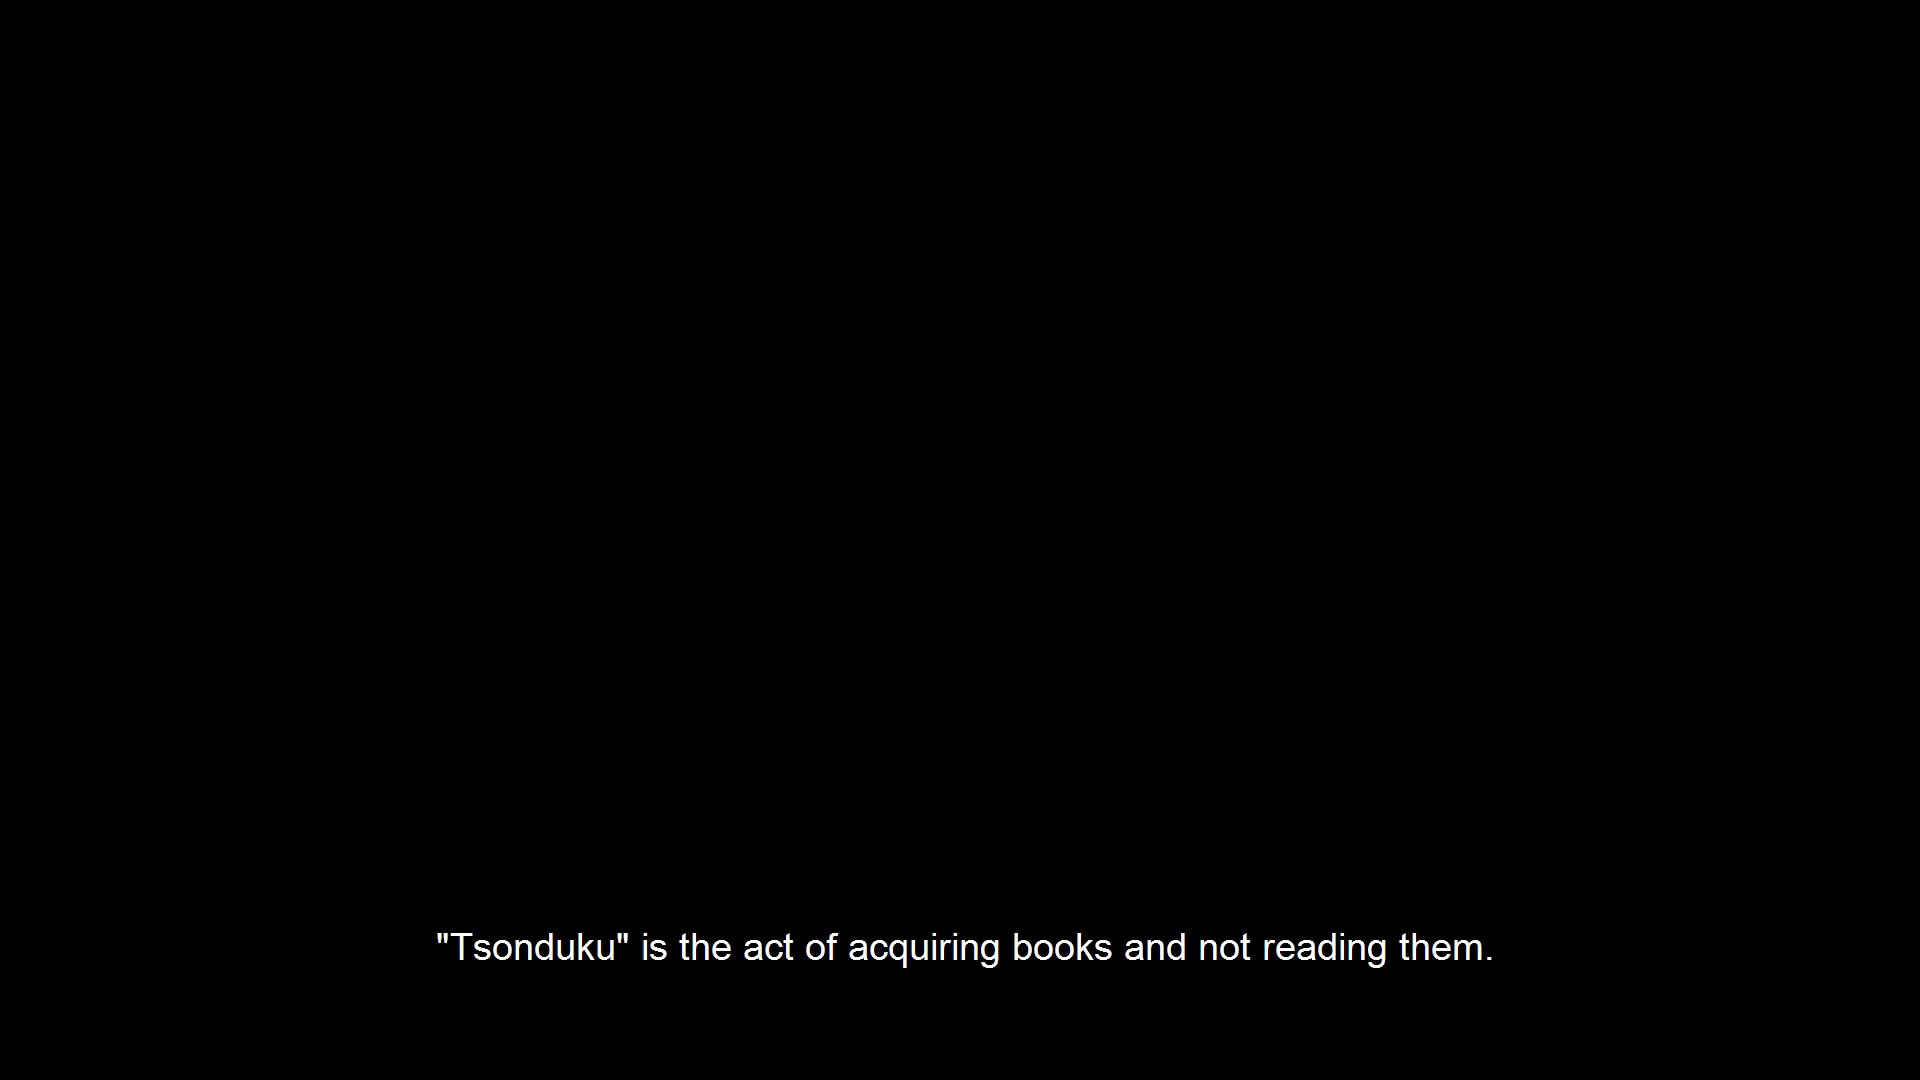 "Tsonduku" is the act of acquiring books and not reading them.